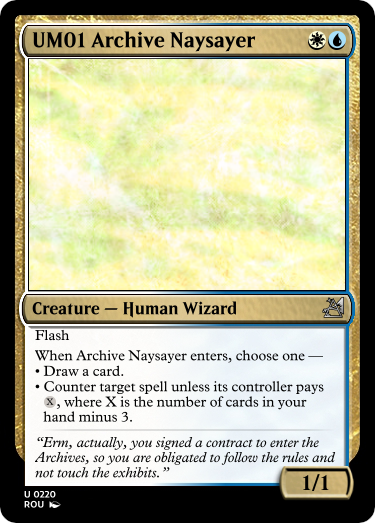 UM01 Archive Naysayer
Creature — Human Wizard
Flash
When Archive Naysayer enters, choose one —
• Draw a card.
• Counter target spell unless its controller pays
X, where X is the number of cards in your
hand minus 3.
“Erm, actually, you signed a contract to enter the
Archives, so you are obligated to follow the rules and
not touch the exhibits.”
1/1
U 0220
ROU